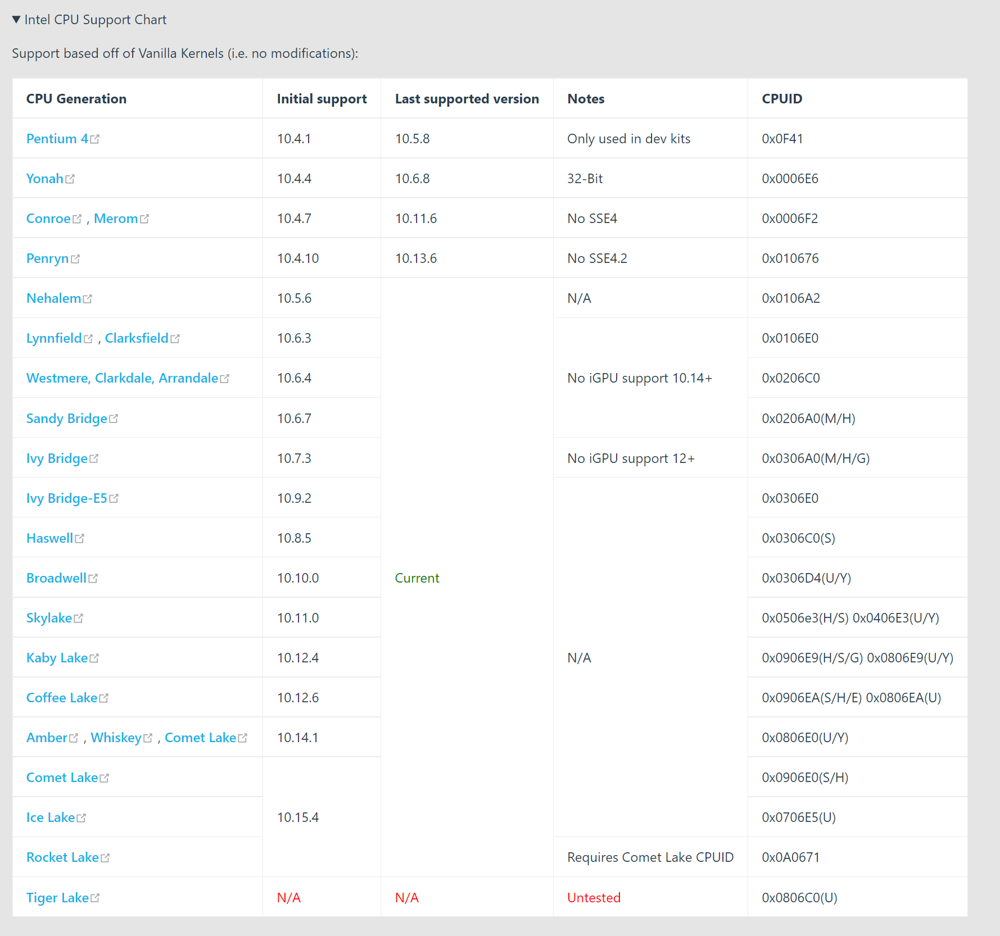 ▼ Intel CPU Support Chart
Support based off of Vanilla Kernels (i.e. no modifications):
CPU Generation Initial support Last supported version Notes CPUID
Pentium 4 10.4.1 10.5.8 Only used in dev kits 0x0F41
Yonah 10.4.4 10.6.8 32-Bit 0x0006E6
Conroe , Merom 10.4.7 10.11.6 No SSE4 0x0006F2
Penryn 10.4.10 10.13.6 No SSE4.2 0x010676
Nehalem 10.5.6 N/A 0x0106A2
Lynnfield , Clarksfield 10.6.3 0x0106E0
Westmere, Clarkdale, Arrandale 10.6.4 No iGPU support 10.14+ 0x0206C0
Sandy Bridge 10.6.7 0x0206A0(M/H)
Ivy Bridge 10.7.3 No iGPU support 12+ 0x0306A0(M/H/G)
Ivy Bridge-E5 10.9.2 0x0306E0
Haswell 10.8.5 0x0306C0(S)
Broadwell 10.10.0 Current 0x0306D4(U/Y)
Skylake 10.11.0 0x0506e3(H/S) 0x0406E3(U/Y)
Kaby Lake 10.12.4 N/A 0x0906E9(H/S/G) 0x0806E9(U/Y)
Coffee Lake 10.12.6 0x0906EA(S/H/E) 0x0806EA(U)
Amber , Whiskey , Comet Lake 10.14.1 0x0806E0(U/Y)
Comet Lake 0x0906E0(S/H)
Ice Lake 10.15.4 0x0706E5(U)
Rocket Lake Requires Comet Lake CPUID 0x0A0671
Tiger Lake N/A N/A Untested 0x0806C0(U)